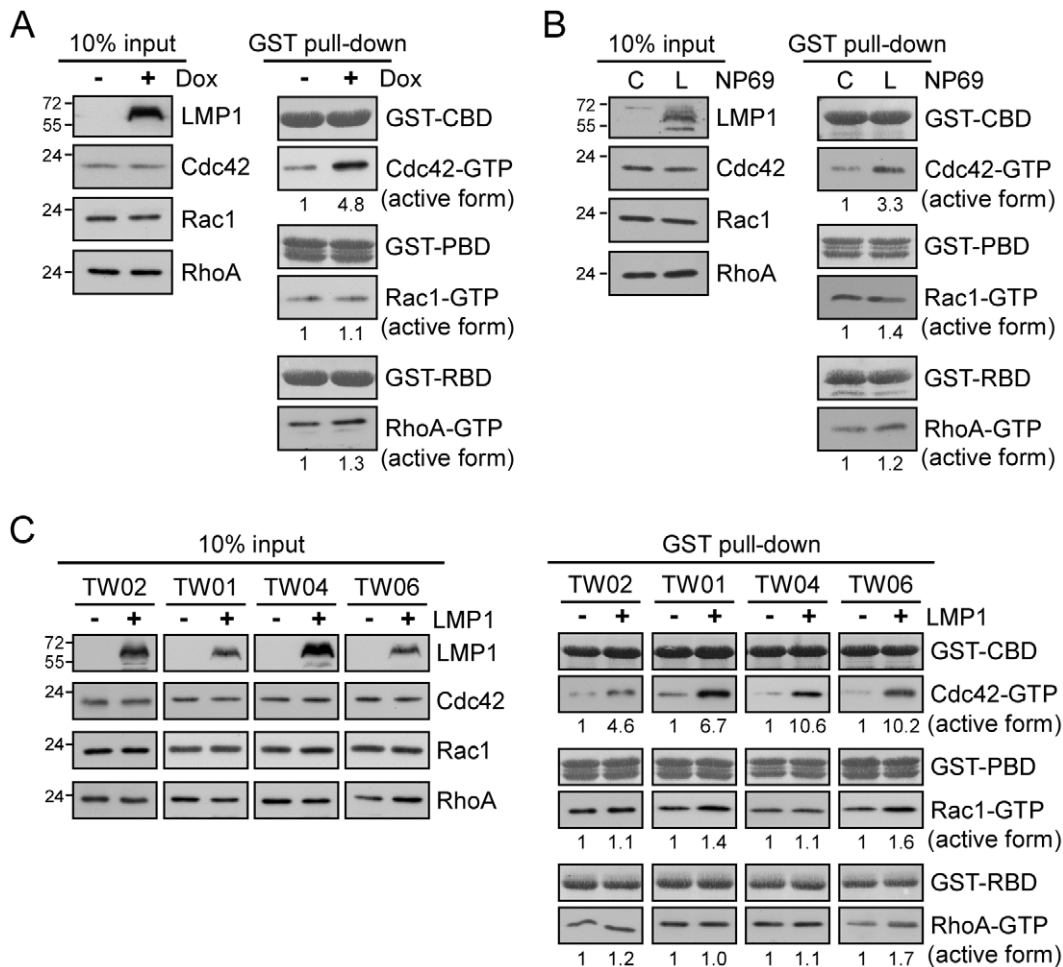 A
10% input
GST pull-down
- + Dox
- + Dox
72
55
LMP1
GST-CBD
24
Cdc42
Cdc42-GTP
(active form)
1 4.8
24
Rac1
GST-PBD
24
RhoA
Rac1-GTP
(active form)
1 1.1
GST-RBD
RhoA-GTP
(active form)
1 1.3
B
10% input
GST pull-down
C L NP69
C L NP69
72
55
LMP1
GST-CBD
24
Cdc42
Cdc42-GTP
(active form)
1 3.3
24
Rac1
GST-PBD
24
RhoA
Rac1-GTP
(active form)
1 1.4
GST-RBD
RhoA-GTP
(active form)
1 1.2
C
10% input
TW02 TW01 TW04 TW06
- + - + - + - + LMP1
72
55
LMP1
24
Cdc42
24
Rac1
24
RhoA
GST pull-down
TW02 TW01 TW04 TW06
- + - + - + - + LMP1
GST-CBD
Cdc42-GTP
1 4.6 1 6.7 1 10.6 1 10.2 (active form)
GST-PBD
Rac1-GTP
1 1.1 1 1.4 1 1.1 1 1.6 (active form)
GST-RBD
RhoA-GTP
1 1.2 1 1.0 1 1.1 1 1.7 (active form)